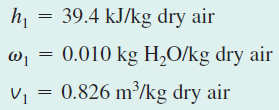 h₁ = 39.4 kJ/kg dry air
ω₁ = 0.010 kg H₂O/kg dry air
v₁ = 0.826 m³/kg dry air